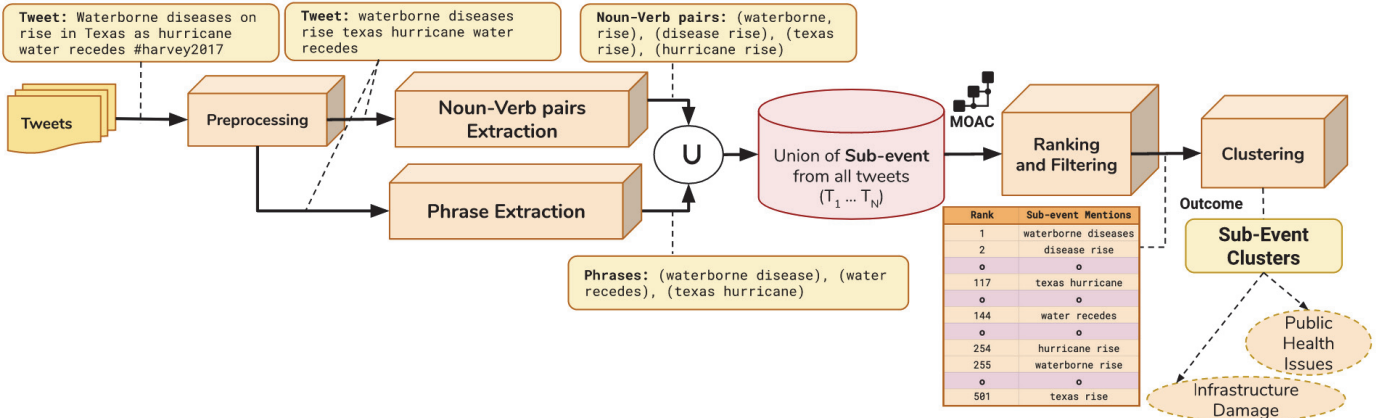 Tweet: Waterborne diseases on
rise in Texas as hurricane
water recedes #harvey2017
Tweet: waterborne diseases
rise texas hurricane water
recedes
Noun-Verb pairs: (waterborne,
rise), (disease rise), (texas
rise), (hurricane rise)
Tweets
Preprocessing
Noun-Verb pairs
Extraction
Phrase Extraction
U
Union of Sub-event
from all tweets
(T1 ... TN)
MOAC
Ranking
and Filtering
Clustering
Phrases: (waterborne disease), (water
recedes), (texas hurricane)
Rank Sub-event Mentions
1 waterborne diseases
2 disease rise
o o
117 texas hurricane
o o
144 water recedes
o o
254 hurricane rise
255 waterborne rise
o o
501 texas rise
Outcome
Sub-Event
Clusters
Public
Health
Issues
Infrastructure
Damage